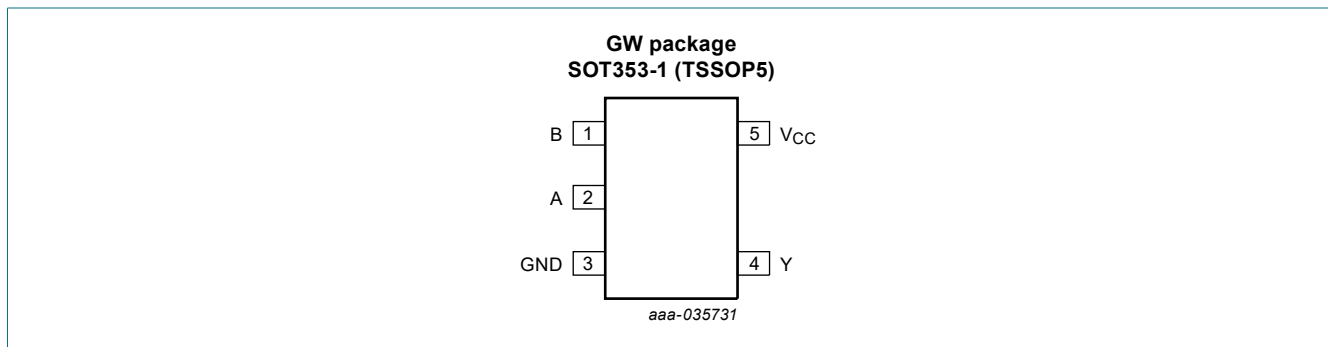 GW package
SOT353-1 (TSSOP5)
B 1 5 VCC
A 2
GND 3 4 Y
aaa-035731